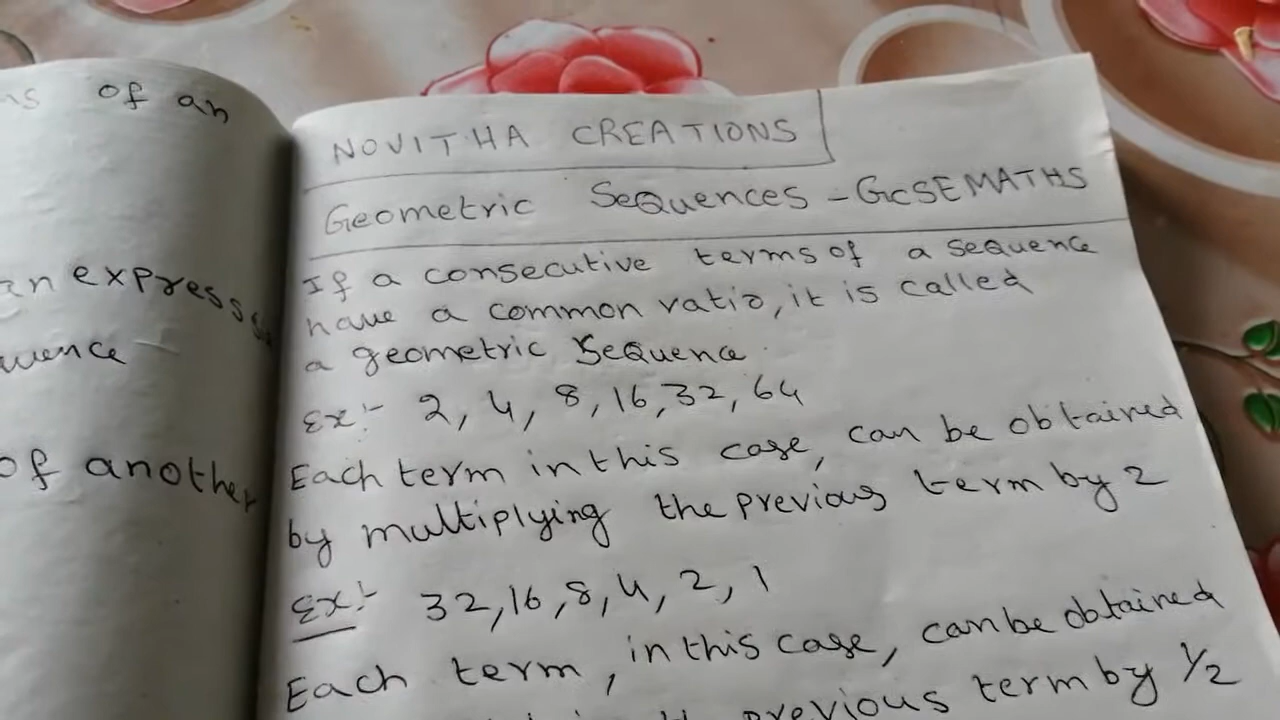 of an
an express
uence
of another
NOVITHA CREATIONS
Geometric SeQuences - GCSE MATHS
If a consecutive terms of a sequence
have a common ratio, it is called
a geometric SeQuence.
Ex:- 2, 4, 8, 16, 32, 64
Each term in this case, can be obtained
by multiplying the previous term by 2
Ex:- 32, 16, 8, 4, 2, 1
Each term, in this case, can be obtained
previous term by 1/2